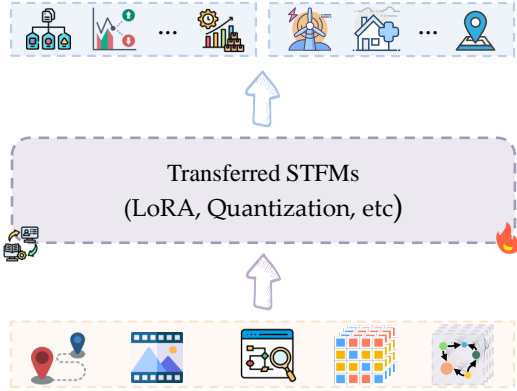 ...
...
Transferred STFMs
(LoRA, Quantization, etc)